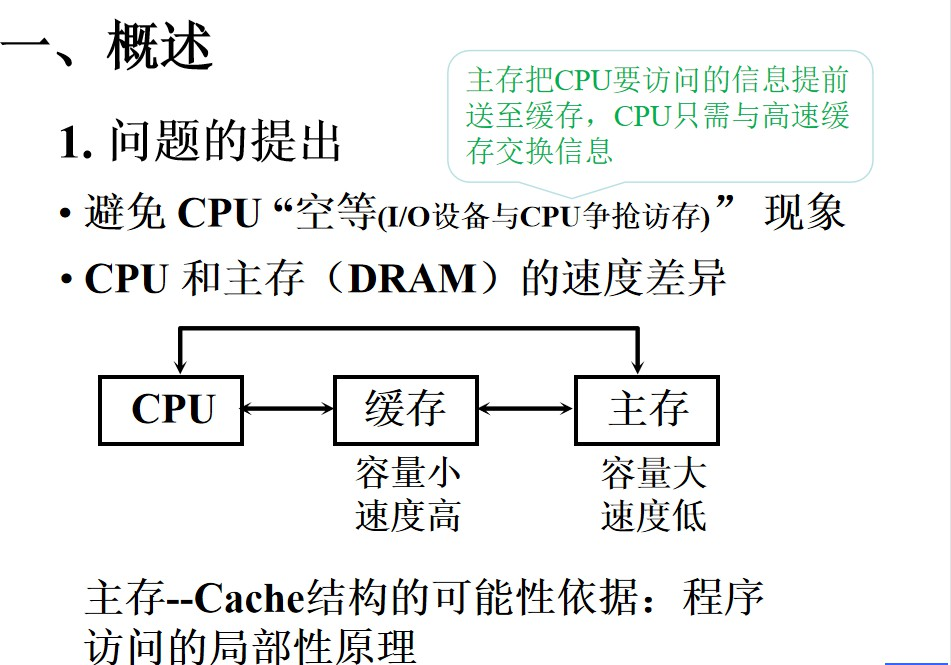 一、概述
主存把CPU要访问的信息提前
送至缓存，CPU只需与高速缓
存交换信息
1. 问题的提出
• 避免 CPU “空等(I/O设备与CPU争抢访存)” 现象
• CPU 和主存（DRAM）的速度差异
CPU 缓存 主存
容量小 容量大
速度高 速度低
主存--Cache结构的可能性依据：程序
访问的局部性原理